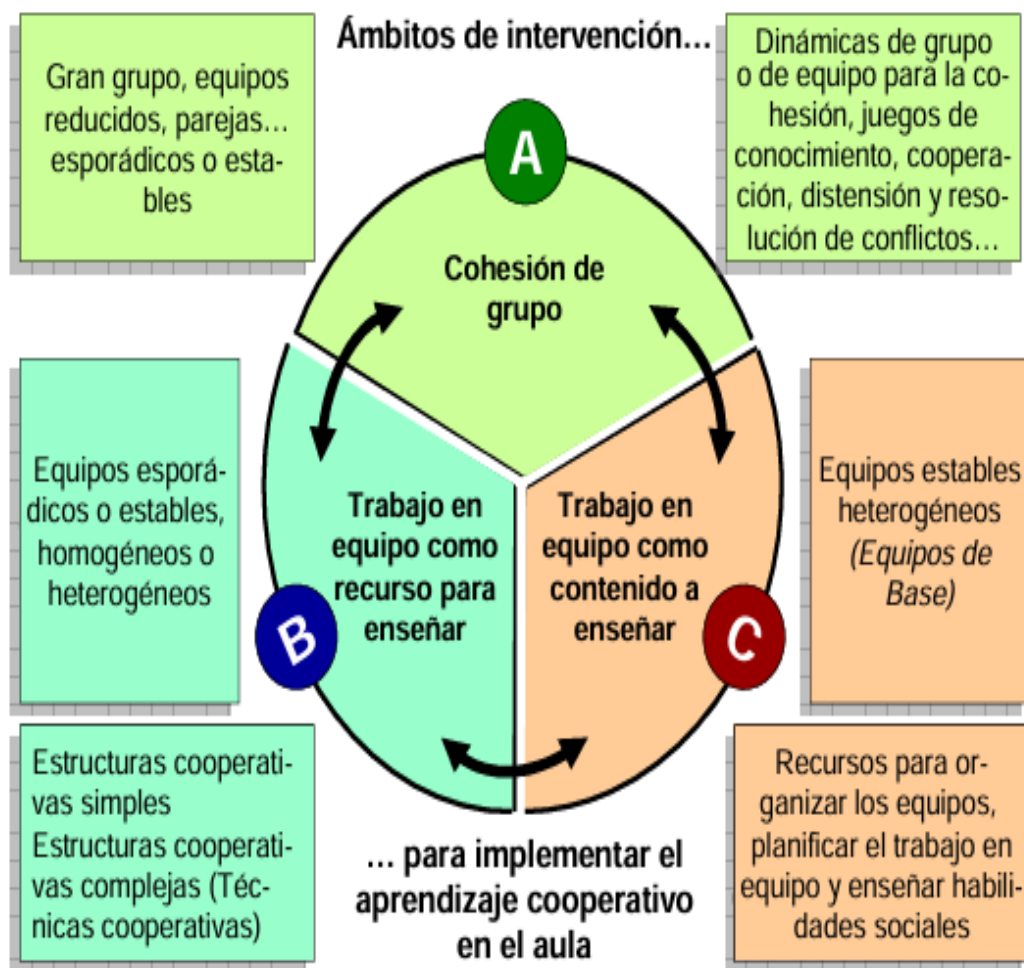 Ámbitos de intervención...
Gran grupo, equipos
reducidos, parejas...
esporádicos o esta-
bles
Dinámicas de grupo
o de equipo para la co-
hesión, juegos de
conocimiento, coopera-
ción, distensión y reso-
lución de conflictos...
A
Cohesión de
grupo
Equipos esporá-
dicos o estables,
homogéneos o
heterogéneos
B
Trabajo en
equipo como
recurso para
enseñar
Trabajo en
equipo como
contenido a
enseñar
C
Equipos estables
heterogéneos
(Equipos de
Base)
Estructuras cooperati-
vas simples
Estructuras cooperati-
vas complejas (Téc-
nicas cooperativas)
... para implementar el
aprendizaje cooperativo
en el aula
Recursos para or-
ganizar los equipos,
planificar el trabajo en
equipo y enseñar habili-
dades sociales